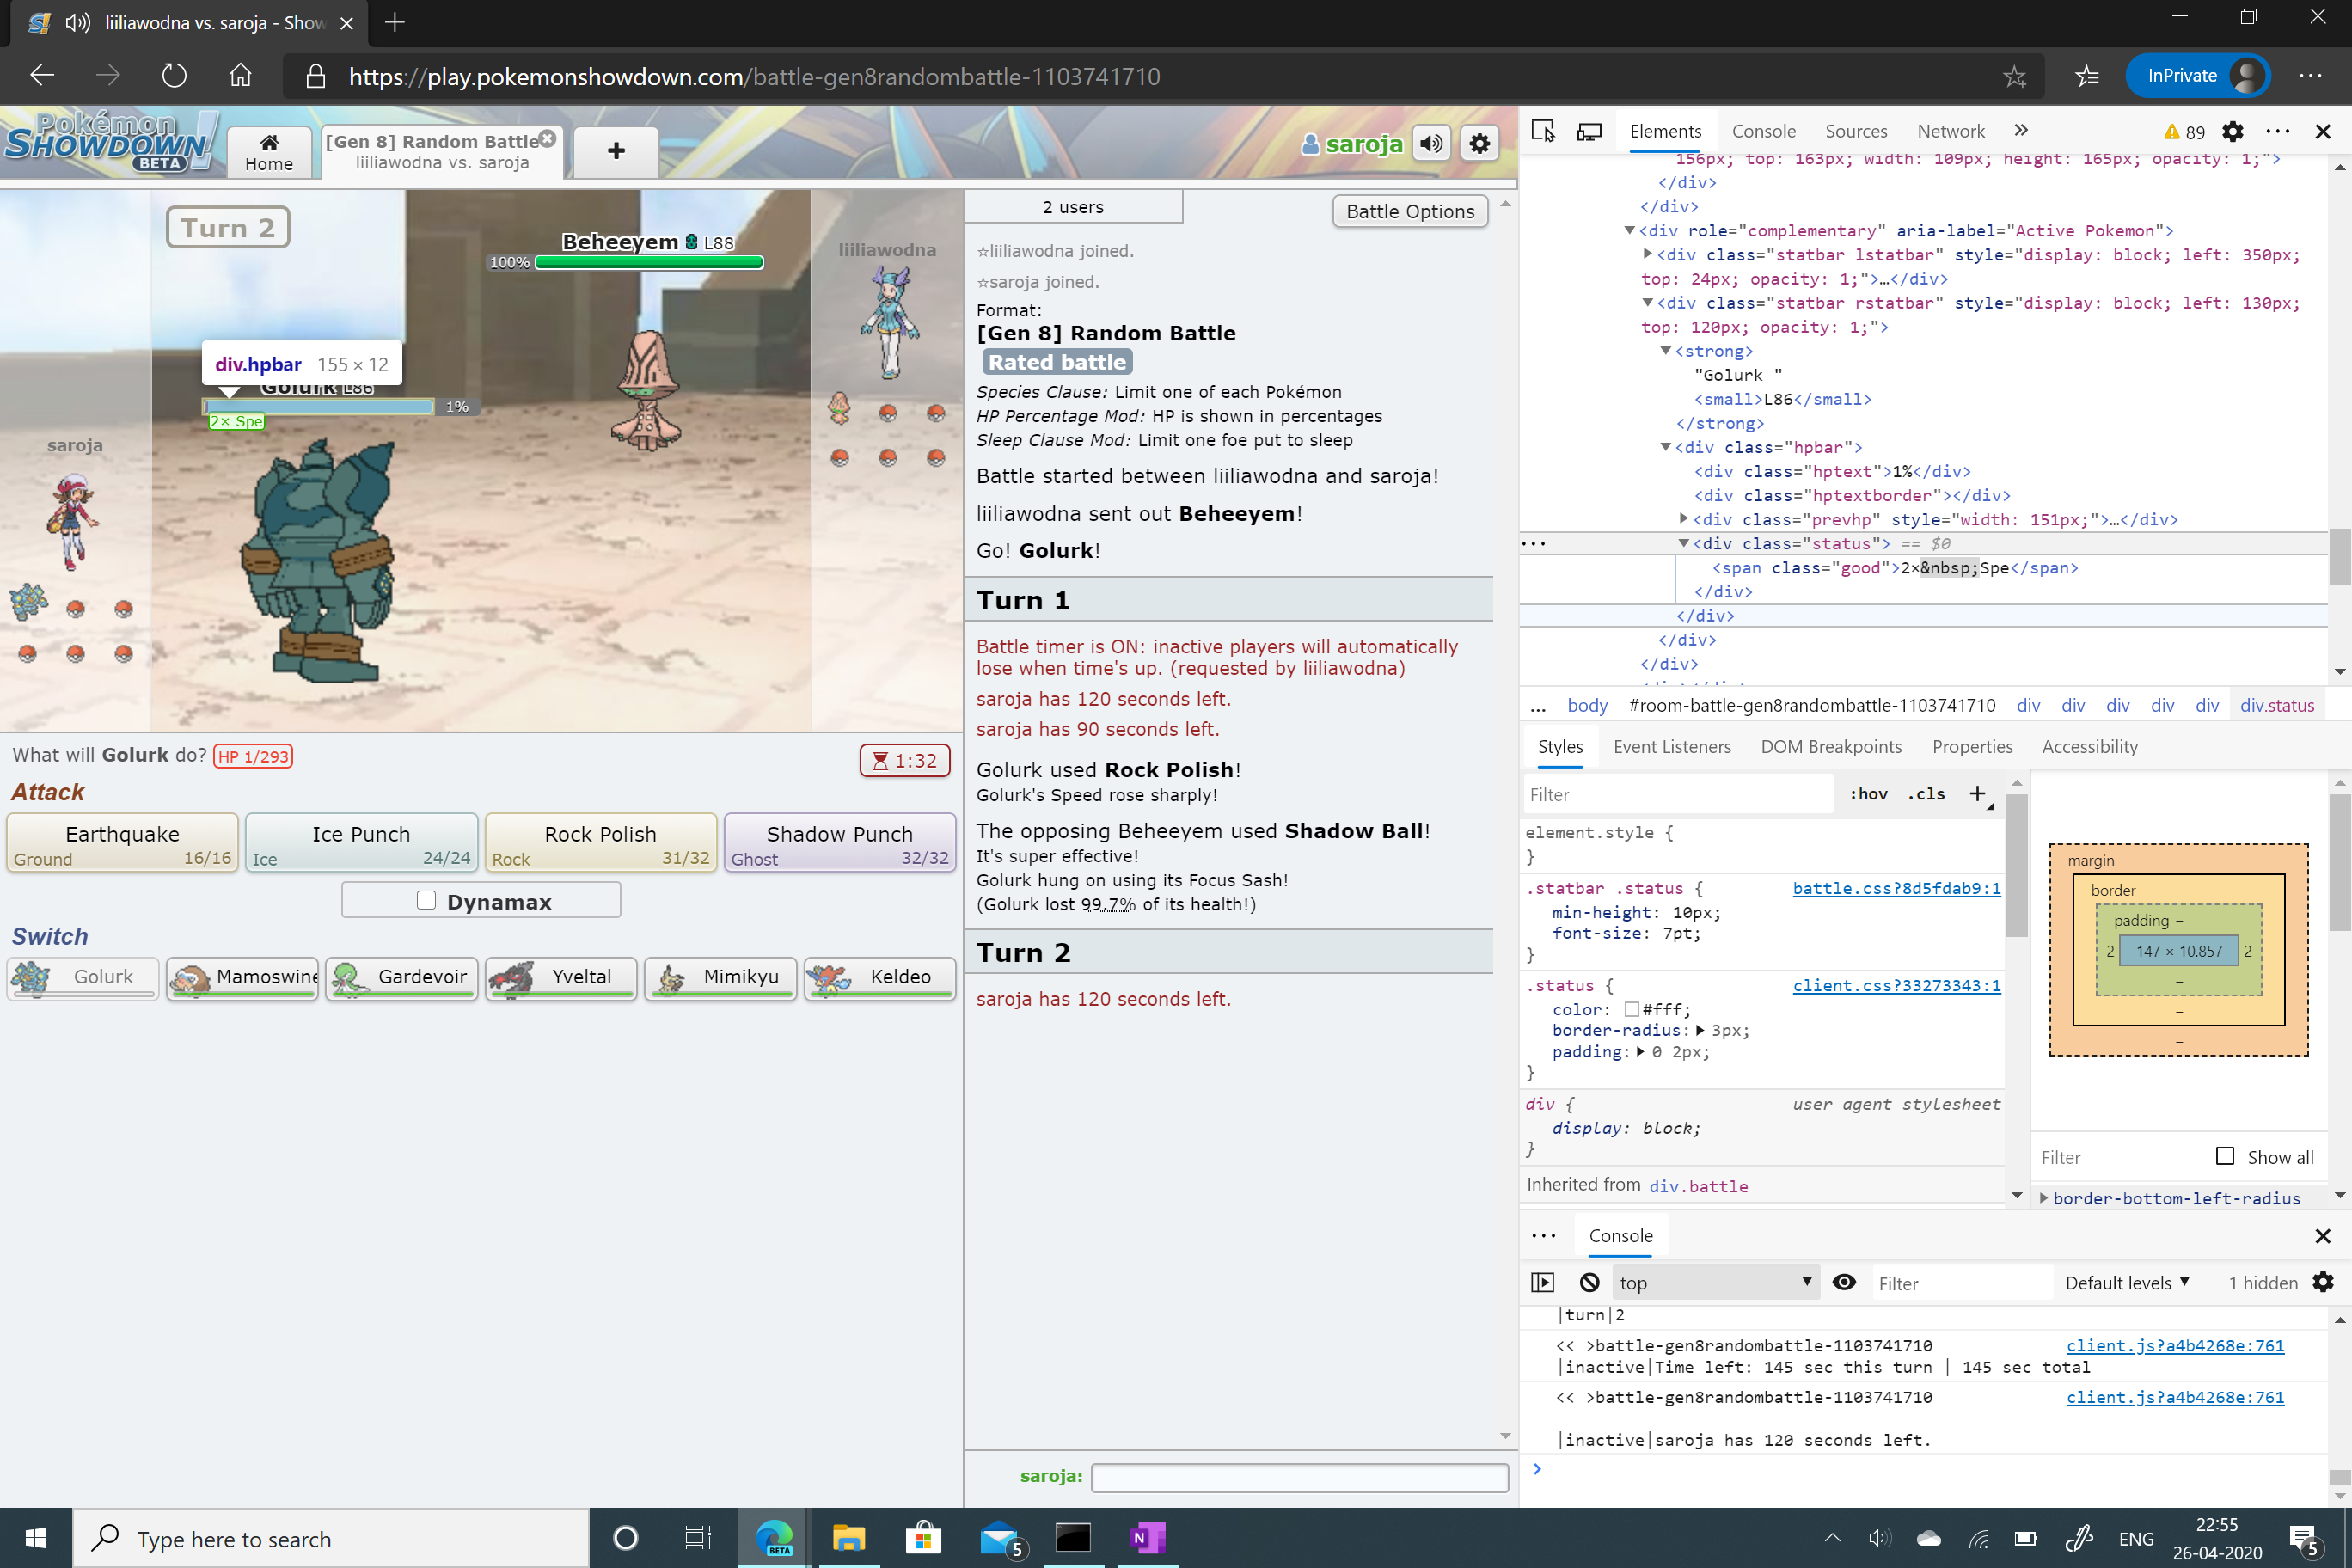 liiliawodna vs. saroja - Show
https://play.pokemonshowdown.com/battle-gen8randombattle-1103741710
InPrivate
Pokémon
SHOWDOWN!
BETA
Home
[Gen 8] Random Battle
liiliawodna vs. saroja
saroja
Turn 2
Beheeyem L88
100%
liiliawodna
div.hpbar 155 × 12
Golurk L86
1%
2× Spe
saroja
What will Golurk do? HP 1/293
1:32
Attack
Earthquake
Ground 16/16
Ice Punch
Ice 24/24
Rock Polish
Rock 31/32
Shadow Punch
Ghost 32/32
Dynamax
Switch
Golurk
Mamoswine
Gardevoir
Yveltal
Mimikyu
Keldeo
2 users
Battle Options
☆liiliawodna joined.
☆saroja joined.
Format:
[Gen 8] Random Battle
Rated battle
Species Clause: Limit one of each Pokémon
HP Percentage Mod: HP is shown in percentages
Sleep Clause Mod: Limit one foe put to sleep
Battle started between liiliawodna and saroja!
liiliawodna sent out Beheeyem!
Go! Golurk!
Turn 1
Battle timer is ON: inactive players will automatically
lose when time's up. (requested by liiliawodna)
saroja has 120 seconds left.
saroja has 90 seconds left.
Golurk used Rock Polish!
Golurk's Speed rose sharply!
The opposing Beheeyem used Shadow Ball!
It's super effective!
Golurk hung on using its Focus Sash!
(Golurk lost 99.7% of its health!)
Turn 2
saroja has 120 seconds left.
saroja:
Elements Console Sources Network » 89
156px; top: 163px; width: 109px; height: 165px; opacity: 1;">
</div>
</div>
<div role="complementary" aria-label="Active Pokemon">
<div class="statbar lstatbar" style="display: block; left: 350px;
top: 24px; opacity: 1;">…</div>
<div class="statbar rstatbar" style="display: block; left: 130px;
top: 120px; opacity: 1;">
<strong>
"Golurk "
<small>L86</small>
</strong>
<div class="hpbar">
<div class="hptext">1%</div>
<div class="hptextborder"></div>
<div class="prevhp" style="width: 151px;">…</div>
<div class="status"> == $0
<span class="good">2×&nbsp;Spe</span>
</div>
</div>
</div>
</div>
... body #room-battle-gen8randombattle-1103741710 div div div div div div.status
Styles Event Listeners DOM Breakpoints Properties Accessibility
Filter :hov .cls +
element.style {
}
.statbar .status { battle.css?8d5fdab9:1
min-height: 10px;
font-size: 7pt;
}
.status { client.css?33273343:1
color: #fff;
border-radius: 3px;
padding: 0 2px;
}
div { user agent stylesheet
display: block;
}
Inherited from div.battle
margin –
border –
padding –
– – 2 147 × 10.857 2 – –
–
–
–
Filter Show all
border-bottom-left-radius
Console
top Filter Default levels 1 hidden
|turn|2
<< >battle-gen8randombattle-1103741710 client.js?a4b4268e:761
|inactive|Time left: 145 sec this turn | 145 sec total
<< >battle-gen8randombattle-1103741710 client.js?a4b4268e:761
|inactive|saroja has 120 seconds left.
Type here to search
BETA
5
N
ENG
22:55
26-04-2020
5